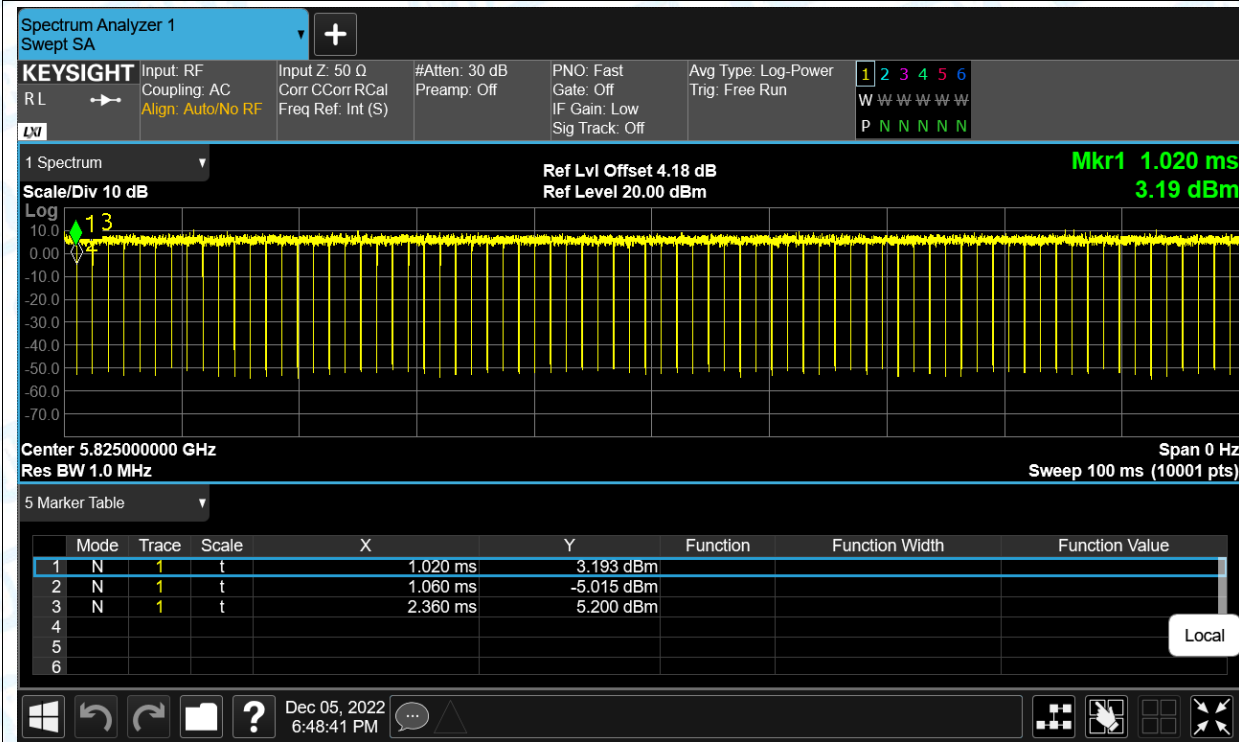 Spectrum Analyzer 1
Swept SA
+
KEYSIGHT
R L
LXI
Input: RF
Coupling: AC
Align: Auto/No RF
Input Z: 50 Ω
Corr CCorr RCal
Freq Ref: Int (S)
#Atten: 30 dB
Preamp: Off
PNO: Fast
Gate: Off
IF Gain: Low
Sig Track: Off
Avg Type: Log-Power
Trig: Free Run
1 2 3 4 5 6
W W W W W W
P N N N N N
1 Spectrum
Scale/Div 10 dB
Ref Lvl Offset 4.18 dB
Ref Level 20.00 dBm
Mkr1 1.020 ms
3.19 dBm
Log
1 3
10.0
0.00
-10.0
-20.0
-30.0
-40.0
-50.0
-60.0
-70.0
Center 5.825000000 GHz
Res BW 1.0 MHz
Span 0 Hz
Sweep 100 ms (10001 pts)
5 Marker Table
Mode Trace Scale X Y Function Function Width Function Value
1 N 1 t 1.020 ms 3.193 dBm
2 N 1 t 1.060 ms -5.015 dBm
3 N 1 t 2.360 ms 5.200 dBm
4
5
6
Local
?
Dec 05, 2022
6:48:41 PM